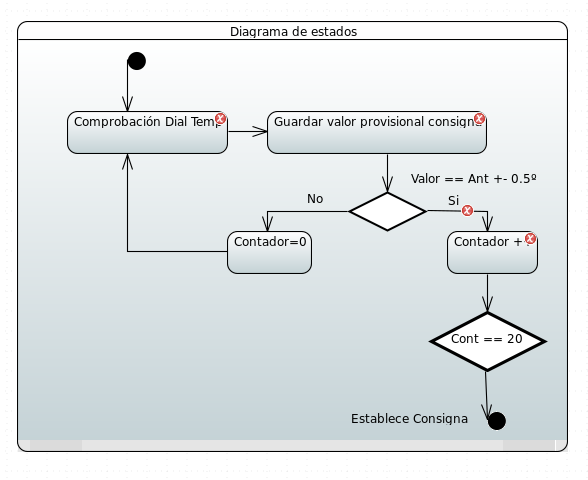 Diagrama de estados
Comprobación Dial Temp
Guardar valor provisional consigna
Valor == Ant +- 0.5º
No
Si
Contador=0
Contador +
Cont == 20
Establece Consigna